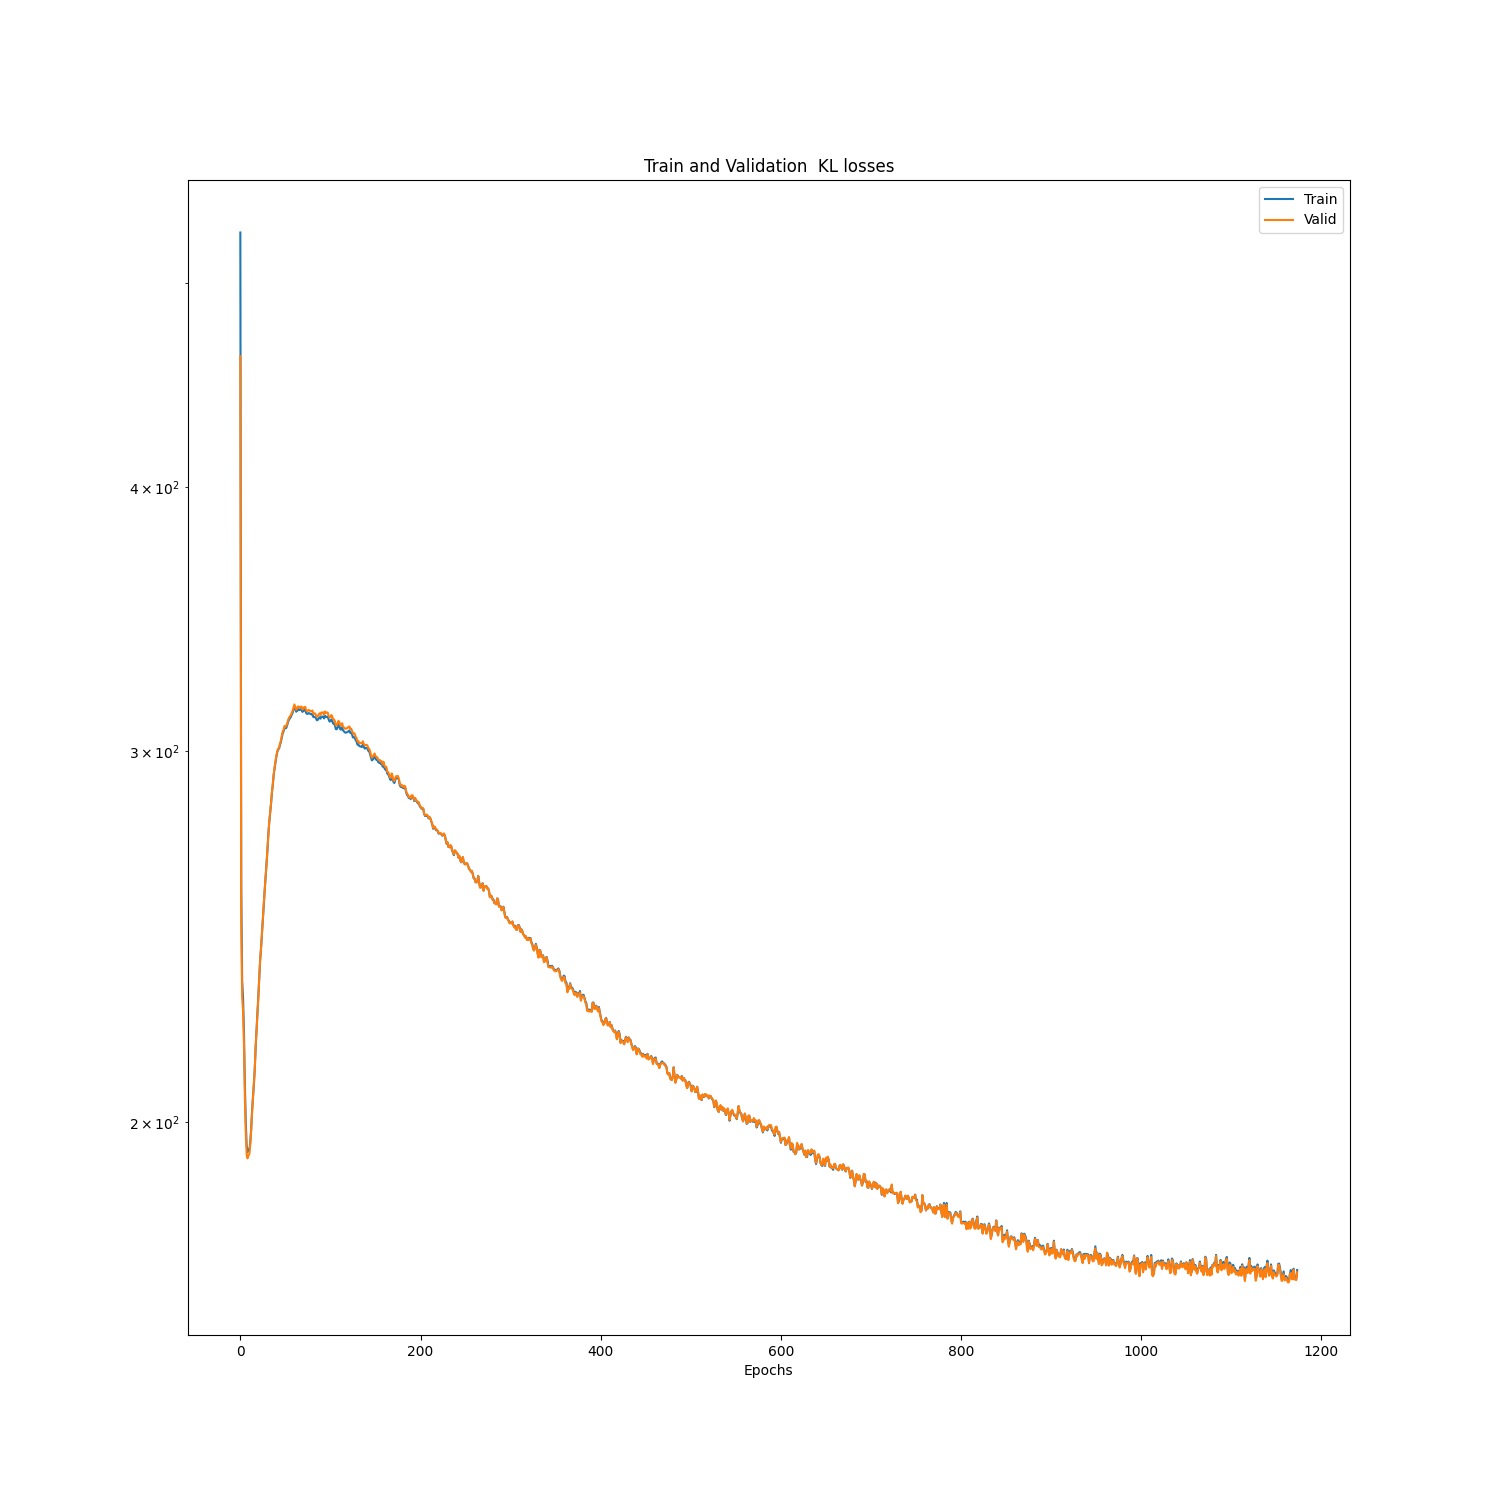 Train and Validation  KL losses
Train
Valid
4 × 10²
3 × 10²
2 × 10²
0 200 400 600 800 1000 1200
Epochs